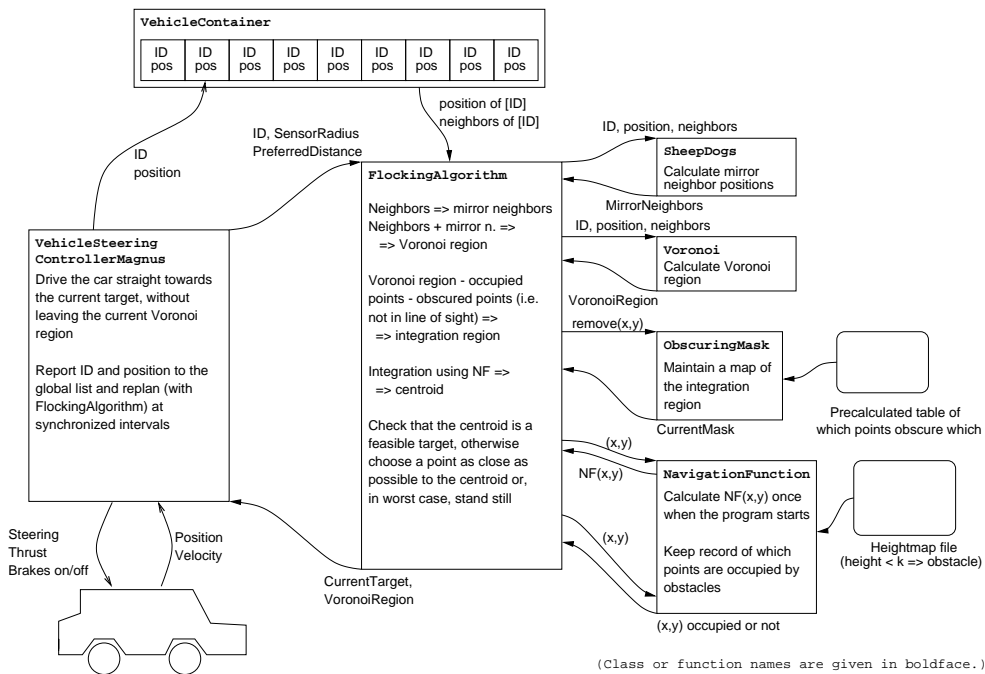 VehicleContainer
ID ID ID ID ID ID ID ID ID
pos pos pos pos pos pos pos pos pos
position of [ID]
neighbors of [ID]
ID
position
ID, SensorRadius
PreferredDistance
ID, position, neighbors
SheepDogs
Calculate mirror
neighbor positions
MirrorNeighbors
FlockingAlgorithm
Neighbors => mirror neighbors
Neighbors + mirror n. =>
=> Voronoi region
Voronoi region - occupied
points - obscured points (i.e.
not in line of sight) =>
=> integration region
Integration using NF =>
=> centroid
Check that the centroid is a
feasible target, otherwise
choose a point as close as
possible to the centroid or,
in worst case, stand still
ID, position, neighbors
Voronoi
Calculate Voronoi
region
VoronoiRegion
VehicleSteering
ControllerMagnus
Drive the car straight towards
the current target, without
leaving the current Voronoi
region
Report ID and position to the
global list and replan (with
FlockingAlgorithm) at
synchronized intervals
remove(x,y)
ObscuringMask
Maintain a map of
the integration
region
CurrentMask
Precalculated table of
which points obscure which
(x,y)
NF(x,y)
NavigationFunction
Calculate NF(x,y) once
when the program starts
Keep record of which
points are occupied by
obstacles
(x,y)
(x,y) occupied or not
Heightmap file
(height < k => obstacle)
Steering
Thrust
Brakes on/off
Position
Velocity
CurrentTarget,
VoronoiRegion
(Class or function names are given in boldface.)